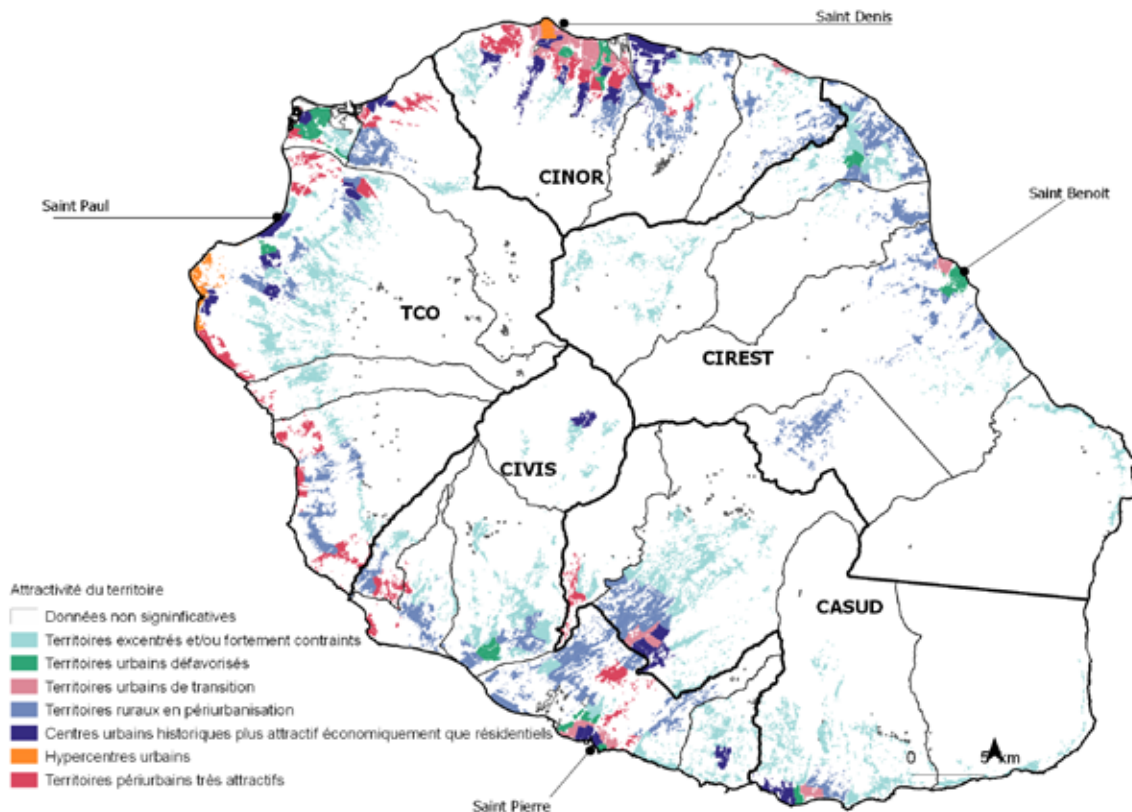 Saint Denis
CINOR
Saint Paul
Saint Benoit
TCO
CIREST
CIVIS
CASUD
Attractivité du territoire
Données non signinficatives
Territoires excentrés et/ou fortement contraints
Territoires urbains défavorisés
Territoires urbains de transition
Territoires ruraux en périurbanisation
Centres urbains historiques plus attractif économiquement que résidentiels
Hypercentres urbains
Territoires périurbains très attractifs
0 5 km
Saint Pierre